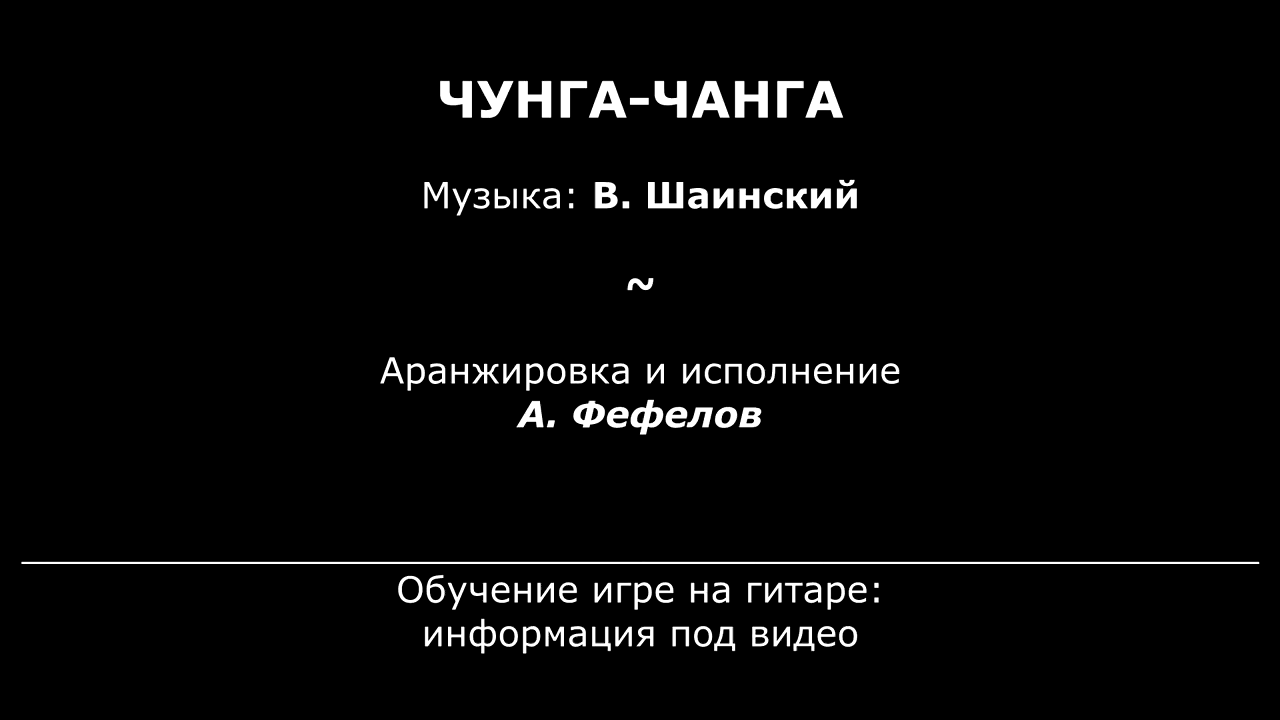 ЧУНГА-ЧАНГА
Музыка: В. Шаинский
~
Аранжировка и исполнение
А. Фефелов
Обучение игре на гитаре:
информация под видео